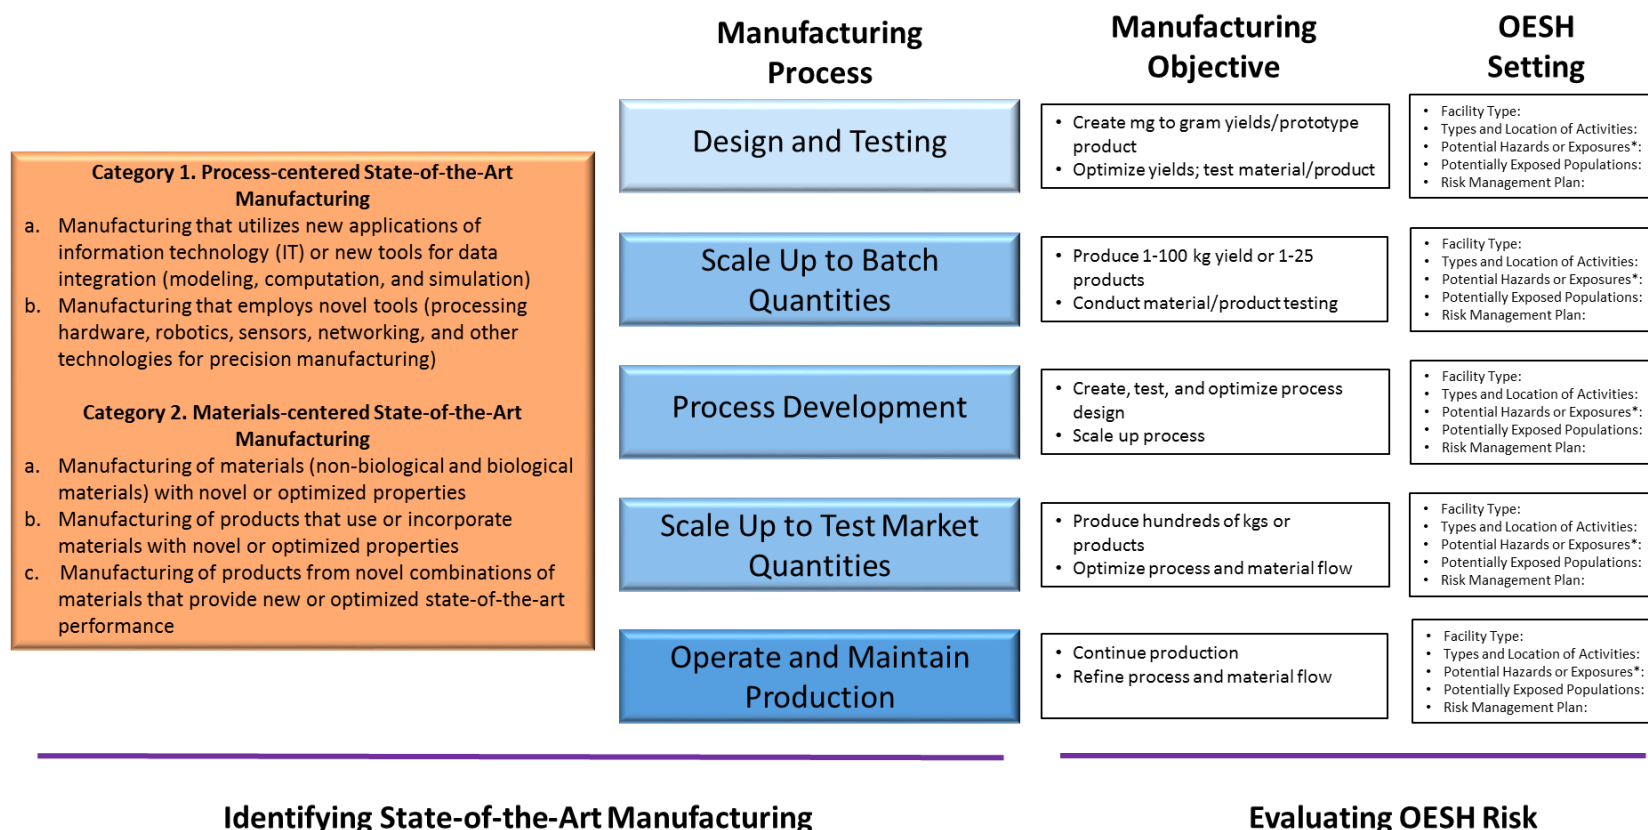 Manufacturing
Process
Manufacturing
Objective
OESH
Setting
Category 1. Process-centered State-of-the-Art
Manufacturing
a. Manufacturing that utilizes new applications of
information technology (IT) or new tools for data
integration (modeling, computation, and simulation)
b. Manufacturing that employs novel tools (processing
hardware, robotics, sensors, networking, and other
technologies for precision manufacturing)
Category 2. Materials-centered State-of-the-Art
Manufacturing
a. Manufacturing of materials (non-biological and biological
materials) with novel or optimized properties
b. Manufacturing of products that use or incorporate
materials with novel or optimized properties
c. Manufacturing of products from novel combinations of
materials that provide new or optimized state-of-the-art
performance
Design and Testing
• Create mg to gram yields/prototype
product
• Optimize yields; test material/product
• Facility Type:
• Types and Location of Activities:
• Potential Hazards or Exposures*:
• Potentially Exposed Populations:
• Risk Management Plan:
Scale Up to Batch
Quantities
• Produce 1-100 kg yield or 1-25
products
• Conduct material/product testing
• Facility Type:
• Types and Location of Activities:
• Potential Hazards or Exposures*:
• Potentially Exposed Populations:
• Risk Management Plan:
Process Development
• Create, test, and optimize process
design
• Scale up process
• Facility Type:
• Types and Location of Activities:
• Potential Hazards or Exposures*:
• Potentially Exposed Populations:
• Risk Management Plan:
Scale Up to Test Market
Quantities
• Produce hundreds of kgs or
products
• Optimize process and material flow
• Facility Type:
• Types and Location of Activities:
• Potential Hazards or Exposures*:
• Potentially Exposed Populations:
• Risk Management Plan:
Operate and Maintain
Production
• Continue production
• Refine process and material flow
• Facility Type:
• Types and Location of Activities:
• Potential Hazards or Exposures*:
• Potentially Exposed Populations:
• Risk Management Plan:
Identifying State-of-the-Art Manufacturing
Evaluating OESH Risk